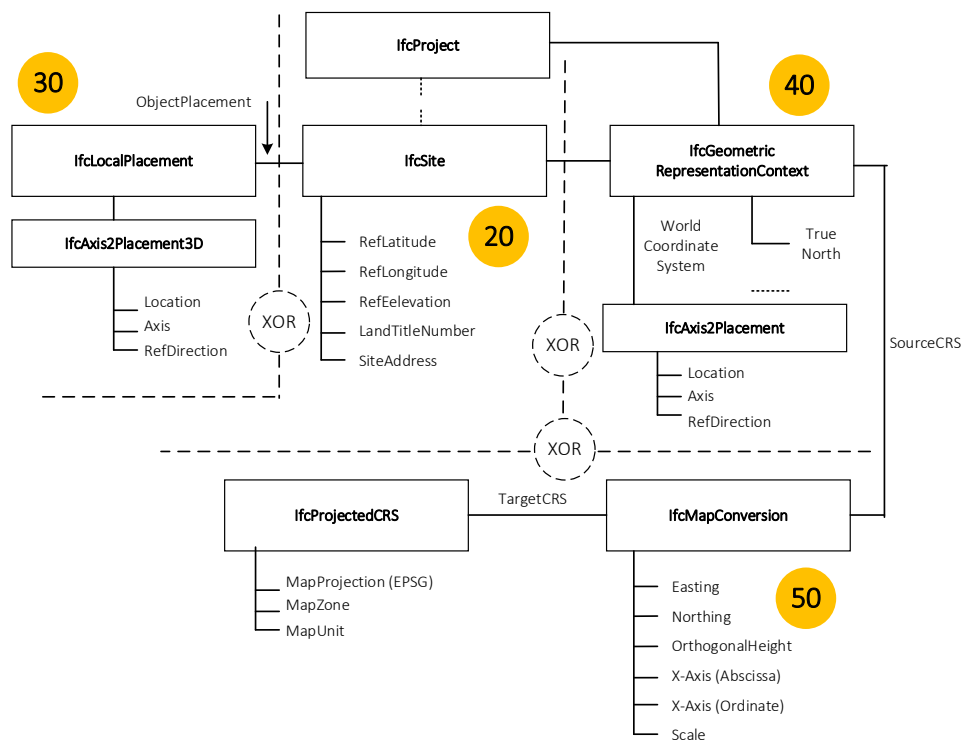 IfcProject
30
40
ObjectPlacement
IfcLocalPlacement
IfcSite
IfcGeometric
RepresentationContext
IfcAxis2Placement3D
20
RefLatitude
RefLongitude
RefEelevation
LandTitleNumber
SiteAddress
World
Coordinate
System
True
North
Location
Axis
RefDirection
XOR
XOR
IfcAxis2Placement
SourceCRS
Location
Axis
RefDirection
XOR
IfcProjectedCRS
TargetCRS
IfcMapConversion
MapProjection (EPSG)
MapZone
MapUnit
50
Easting
Northing
OrthogonalHeight
X-Axis (Abscissa)
X-Axis (Ordinate)
Scale